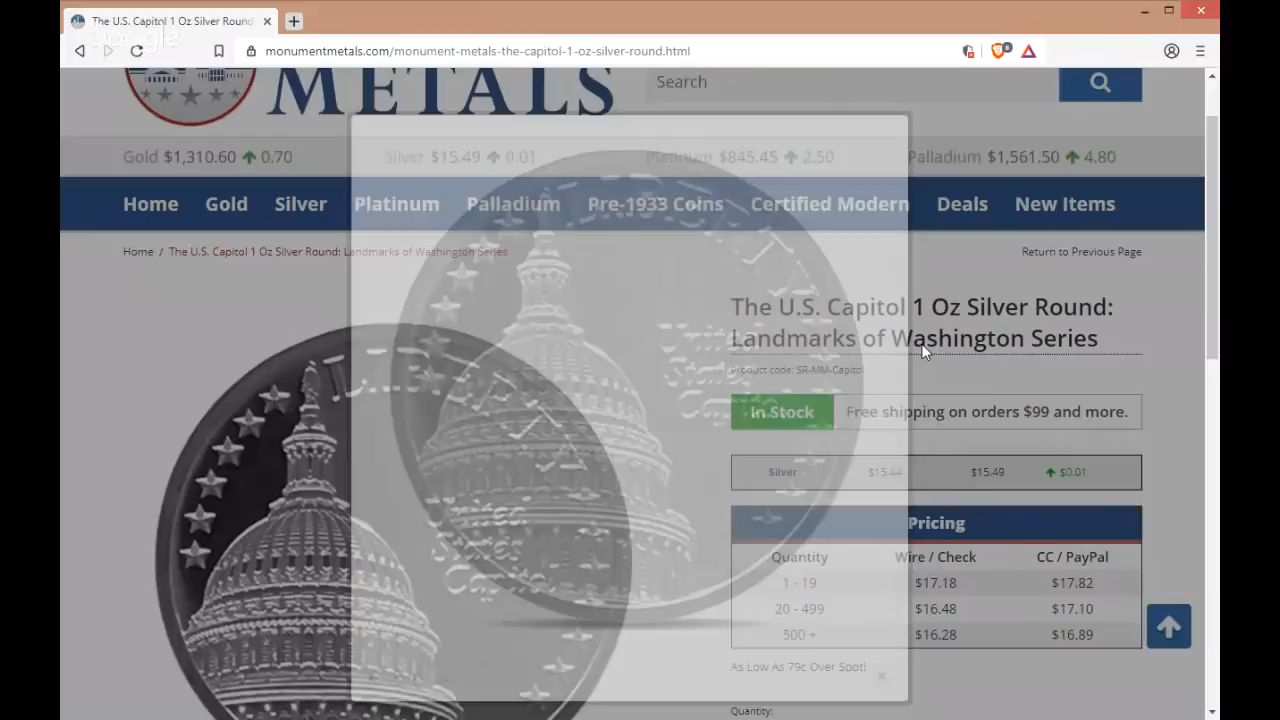 The U.S. Capitol 1 Oz Silver Round
Google
monumentmetals.com/monument-metals-the-capitol-1-oz-silver-round.html
METALS
Search
Gold $1,310.60 0.70 Silver $15.49 0.01 Platinum $845.45 2.50 Palladium $1,561.50 4.80
Home Gold Silver Platinum Palladium Pre-1933 Coins Certified Modern Deals New Items
Home / The U.S. Capitol 1 Oz Silver Round: Landmarks of Washington Series
Return to Previous Page
The U.S. Capitol 1 Oz Silver Round:
Landmarks of Washington Series
Product code: SR-MM-Capitol
In Stock Free shipping on orders $99 and more.
Silver $15.44 $15.49 $0.01
Pricing
Quantity Wire / Check CC / PayPal
1 - 19 $17.18 $17.82
20 - 499 $16.48 $17.10
500 + $16.28 $16.89
As Low As 79c Over Spot!
Quantity:
United
States
Capitol